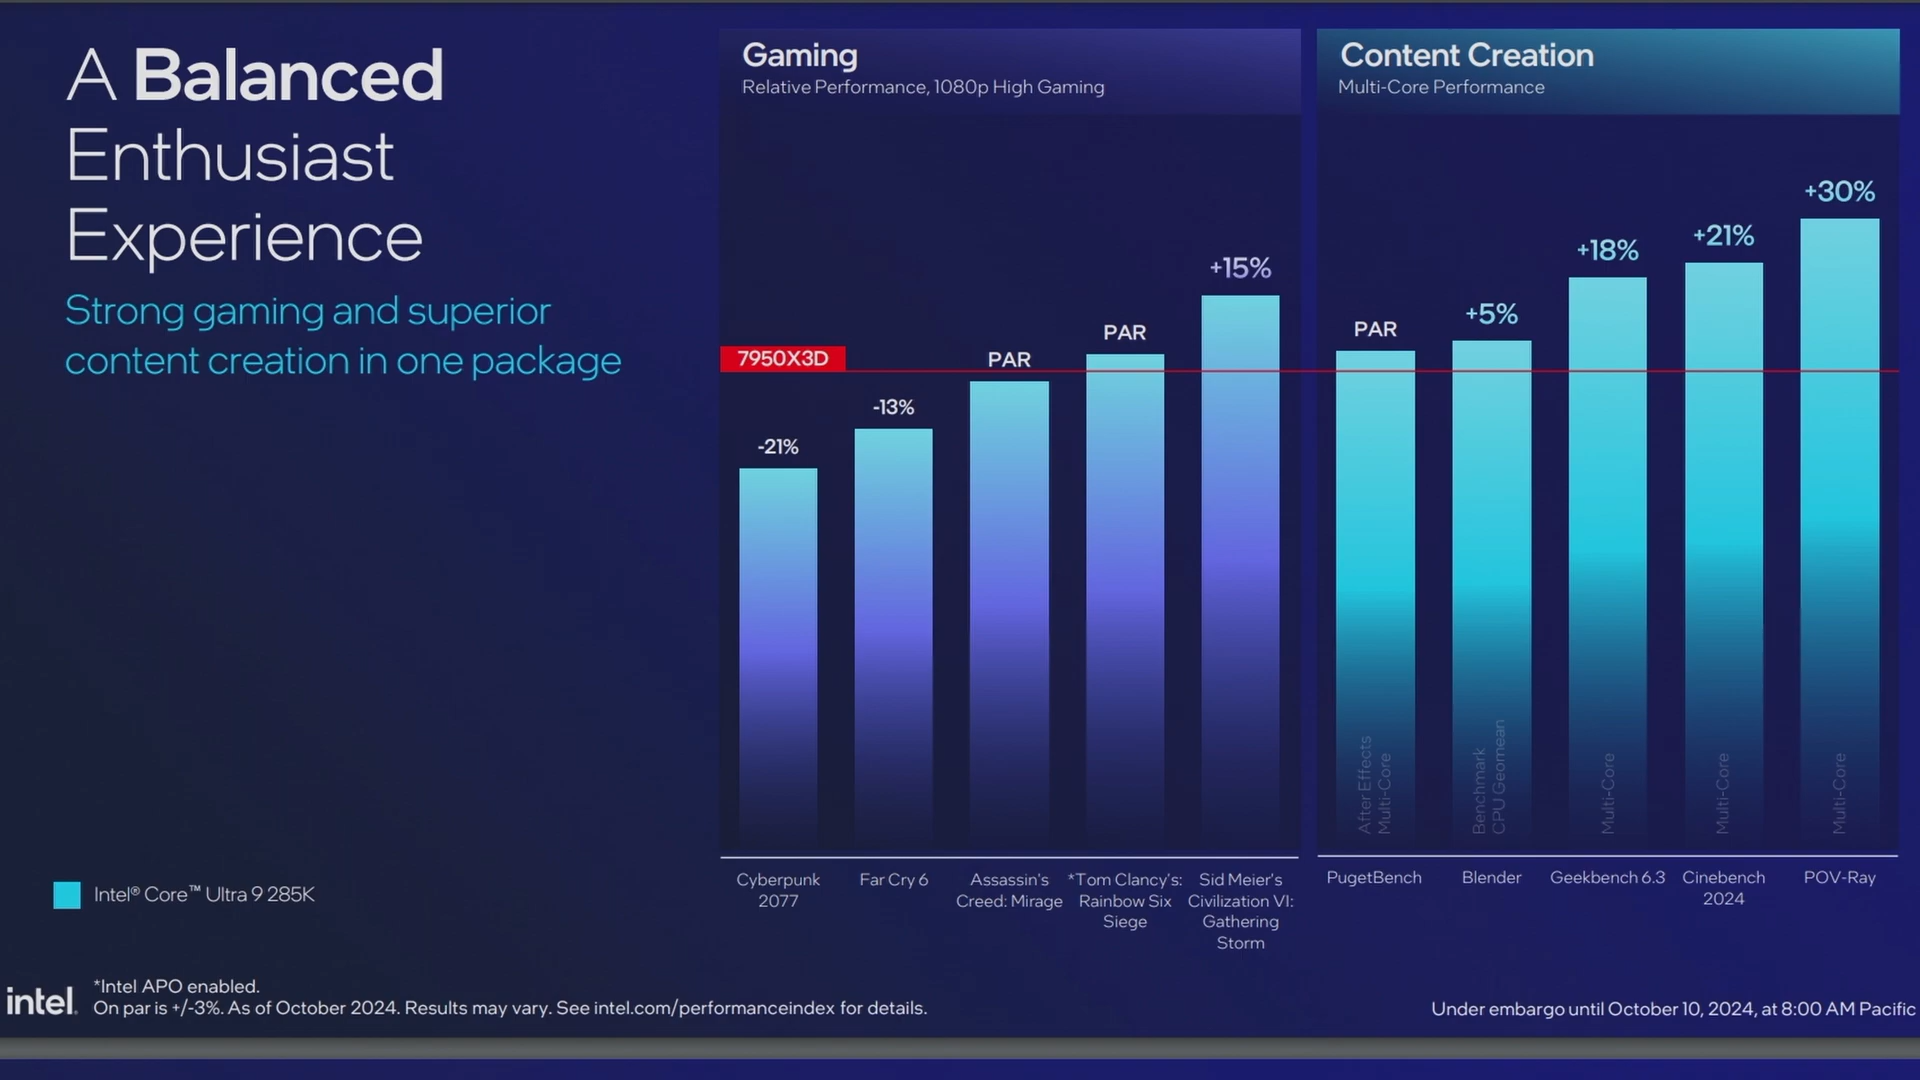 A Balanced
Enthusiast
Experience
Strong gaming and superior
content creation in one package
Gaming
Relative Performance, 1080p High Gaming
7950X3D
-21%
-13%
PAR
PAR
+15%
Cyberpunk
2077
Far Cry 6
Assassin's
Creed: Mirage
*Tom Clancy's:
Rainbow Six
Siege
Sid Meier's
Civilization VI:
Gathering
Storm
Content Creation
Multi-Core Performance
PAR
+5%
+18%
+21%
+30%
After Effects
Multi-Core
Benchmark
CPU Geomean
Multi-Core
Multi-Core
Multi-Core
PugetBench
Blender
Geekbench 6.3
Cinebench
2024
POV-Ray
Intel® Core™ Ultra 9 285K
intel.
*Intel APO enabled.
On par is +/-3%. As of October 2024. Results may vary. See intel.com/performanceindex for details.
Under embargo until October 10, 2024, at 8:00 AM Pacific